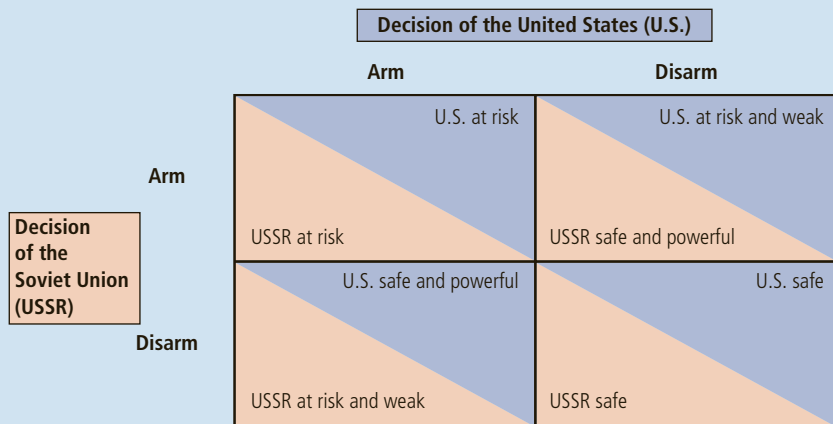 Decision of the United States (U.S.)
Arm
Disarm
U.S. at risk
U.S. at risk and weak
Arm
USSR at risk
USSR safe and powerful
Decision
of the
Soviet Union
(USSR)
U.S. safe and powerful
U.S. safe
Disarm
USSR at risk and weak
USSR safe